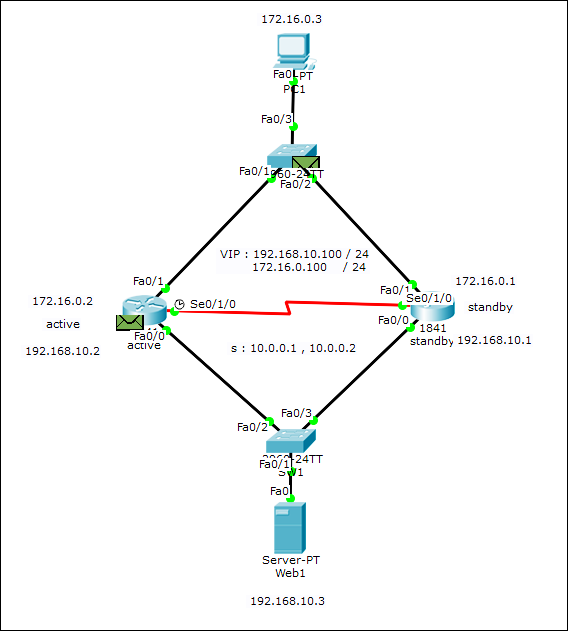 172.16.0.3
Fa0
-PT
PC1
Fa0/3
Fa0/1
Fa0/2
960-24TT
VIP : 192.168.10.100 / 24
172.16.0.100 / 24
Fa0/1
Fa0/1
172.16.0.1
172.16.0.2
Se0/1/0
Se0/1/0
standby
active
Fa0/0
Fa0/0
1841
active
standby
192.168.10.1
192.168.10.2
s : 10.0.0.1 , 10.0.0.2
Fa0/2
Fa0/3
2960-24TT
Fa0/1
SW1
Fa0
Server-PT
Web1
192.168.10.3